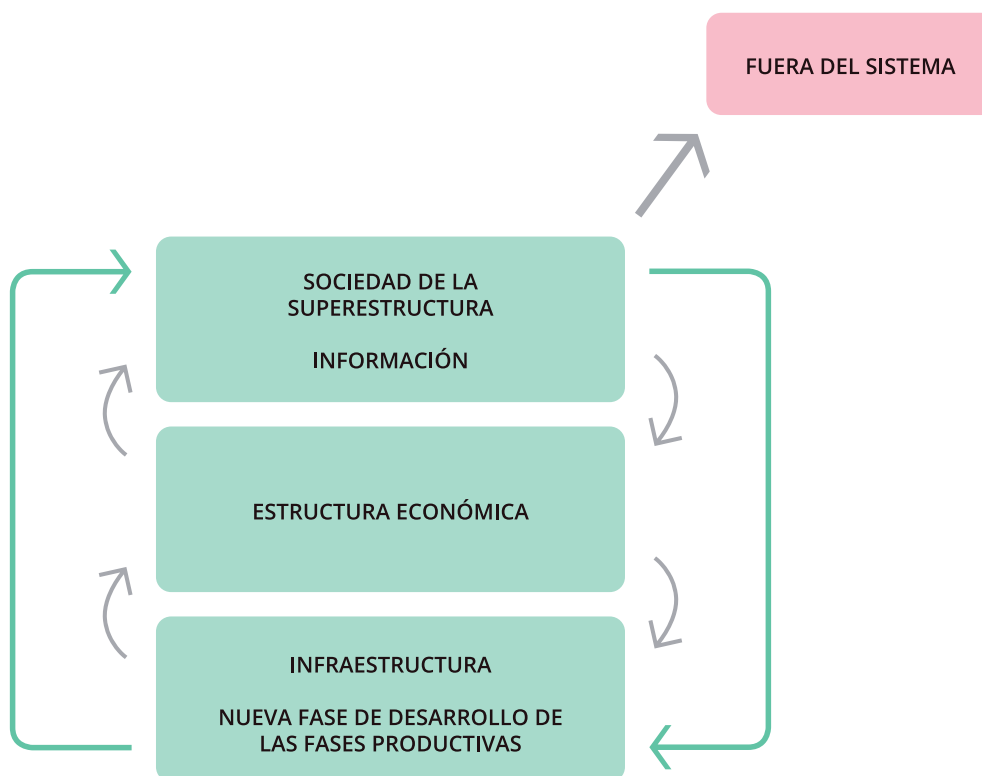 FUERA DEL SISTEMA
SOCIEDAD DE LA
SUPERESTRUCTURA
INFORMACIÓN
ESTRUCTURA ECONÓMICA
INFRAESTRUCTURA
NUEVA FASE DE DESARROLLO DE
LAS FASES PRODUCTIVAS